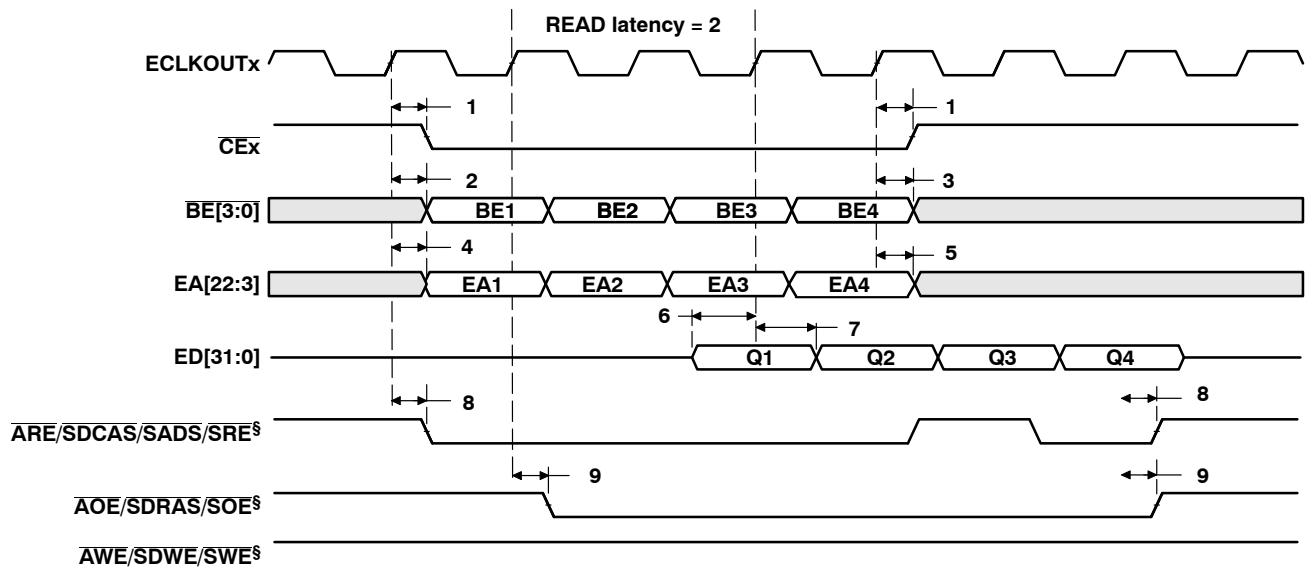 READ latency = 2
ECLKOUTx
1 1
CEx
2 3
BE[3:0] BE1 BE2 BE3 BE4
4 5
EA[22:3] EA1 EA2 EA3 EA4
6 7
ED[31:0] Q1 Q2 Q3 Q4
8 8
ARE/SDCAS/SADS/SRE§
9 9
AOE/SDRAS/SOE§
AWE/SDWE/SWE§